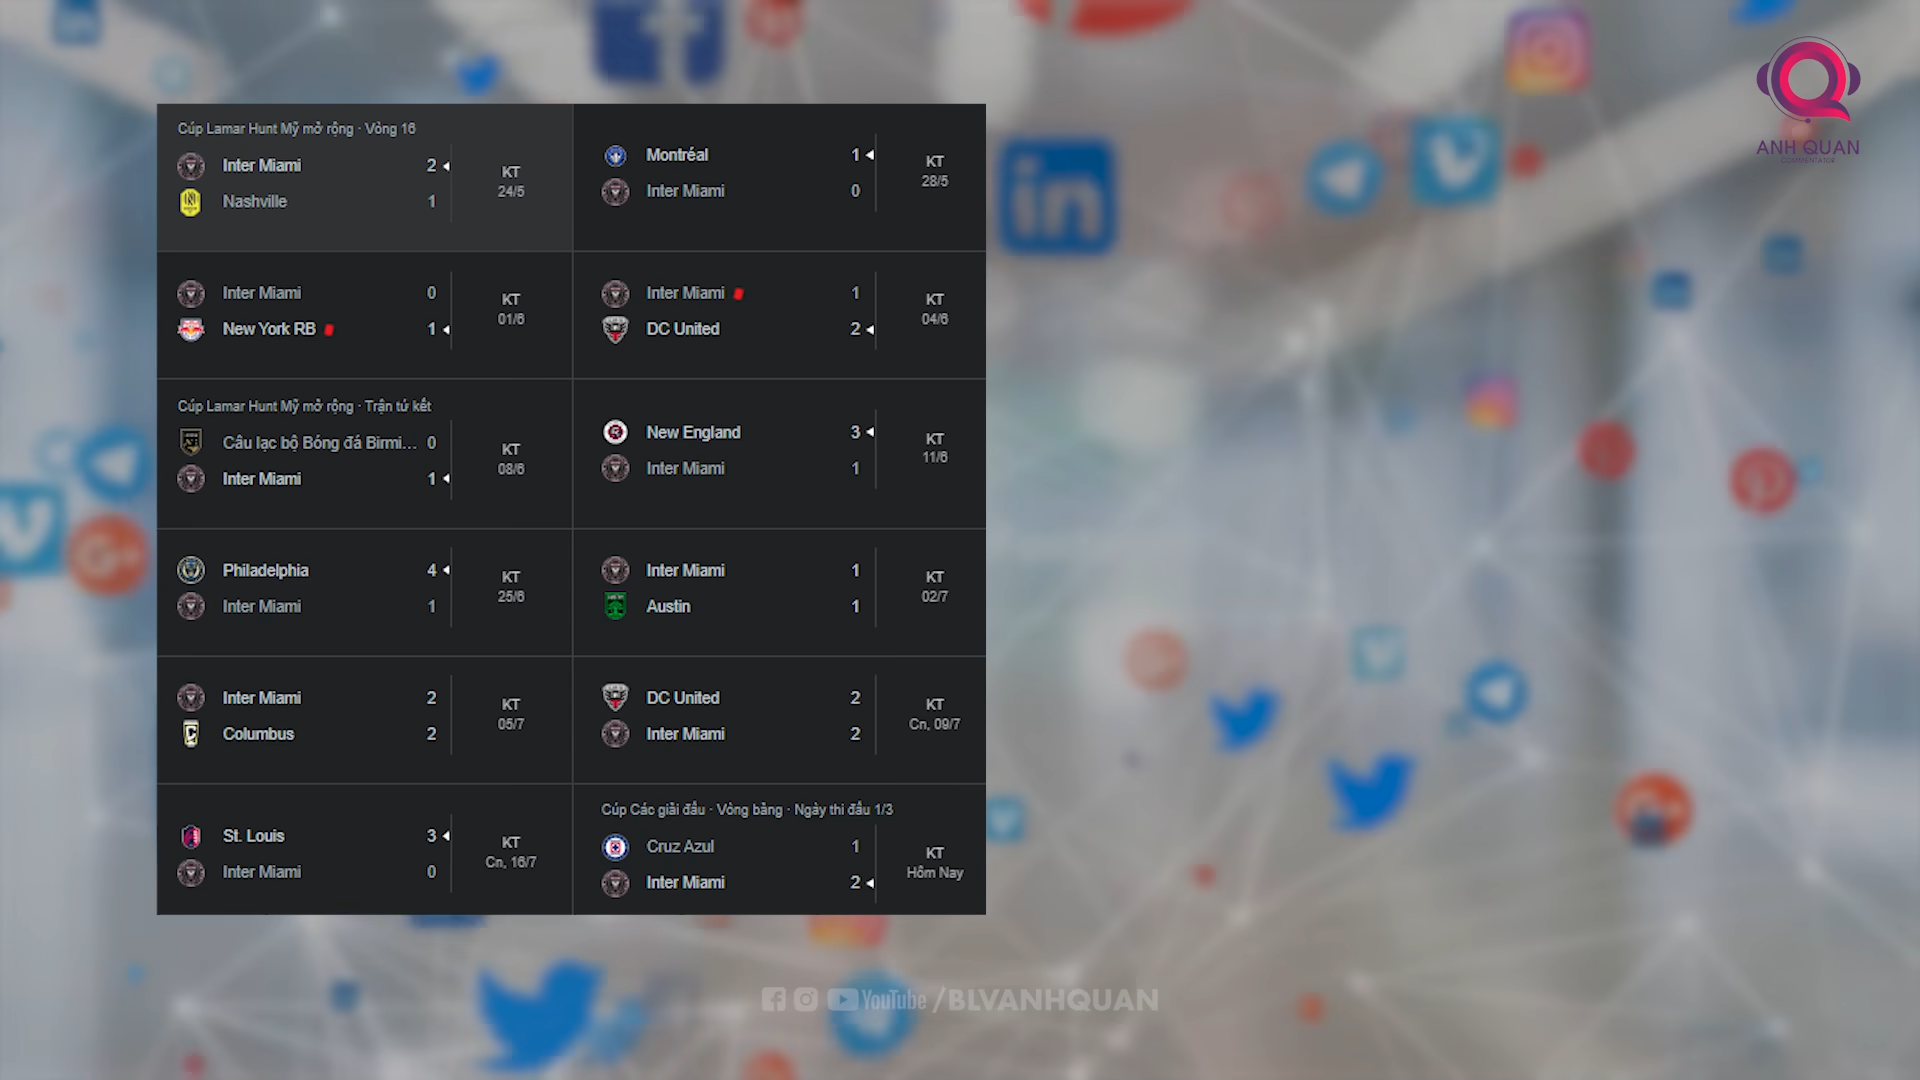 ANH QUAN
COMMENTATOR
Cúp Lamar Hunt Mỹ mở rộng · Vòng 16
Inter Miami 2
Nashville 1
KT
24/5
Montréal 1
Inter Miami 0
KT
28/5
Inter Miami 0
New York RB 1
KT
01/6
Inter Miami 1
DC United 2
KT
04/6
Cúp Lamar Hunt Mỹ mở rộng · Trận tứ kết
Câu lạc bộ Bóng đá Birmi... 0
Inter Miami 1
KT
08/6
New England 3
Inter Miami 1
KT
11/6
Philadelphia 4
Inter Miami 1
KT
25/6
Inter Miami 1
Austin 1
KT
02/7
Inter Miami 2
Columbus 2
KT
05/7
DC United 2
Inter Miami 2
KT
Cn, 09/7
St. Louis 3
Inter Miami 0
KT
Cn, 16/7
Cúp Các giải đấu · Vòng bảng · Ngày thi đấu 1/3
Cruz Azul 1
Inter Miami 2
KT
Hôm Nay
YouTube /BLVANHQUAN